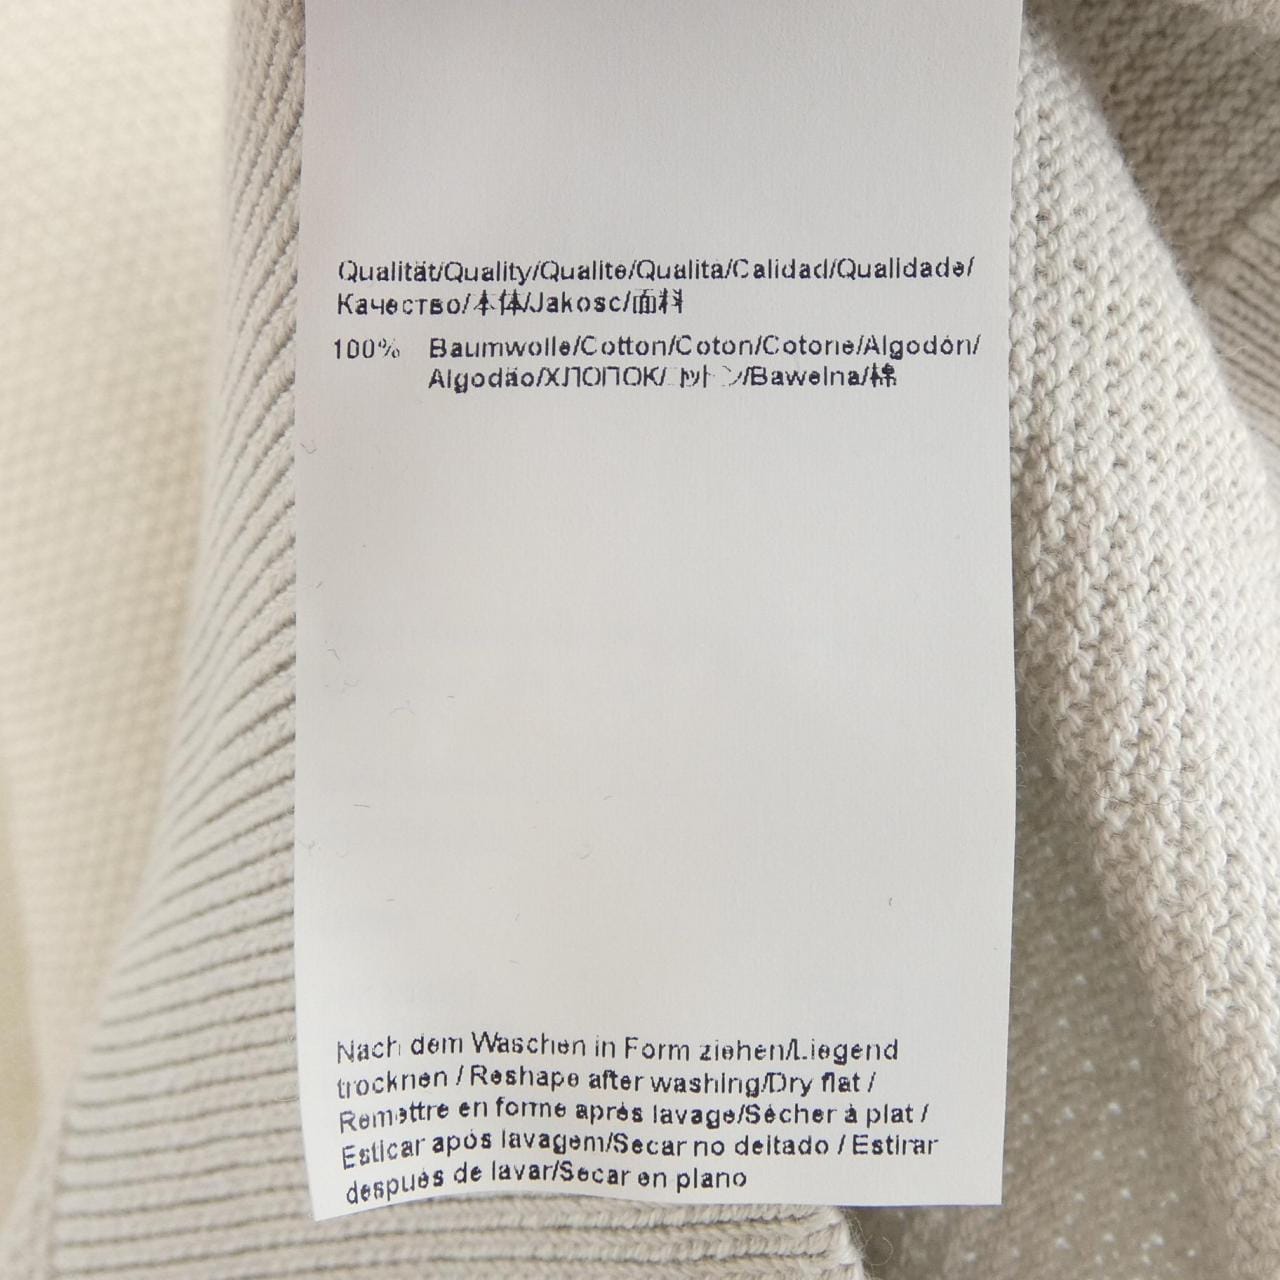 Qualität/Quality/Qualité/Qualità/Calidad/Qualidade/
Качество/本体/Jakosc/面料
100% Baumwolle/Cotton/Coton/Cotone/Algodón/
Algodão/ХЛОПОК/コットン/Bawelna/棉
Nach dem Waschen in Form ziehen/Liegend
trocknen / Reshape after washing/Dry flat /
Remettre en forme après lavage/Sécher à plat /
Esticar após lavagem/Secar no deitado / Estirar
después de lavar/Secar en plano